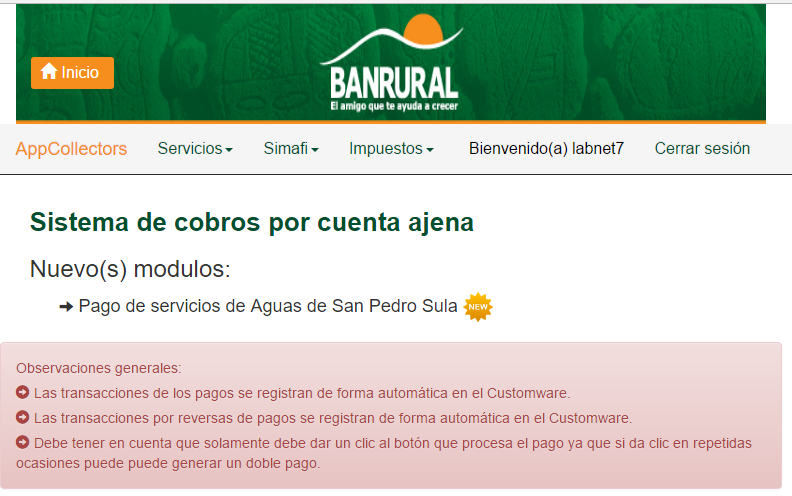 Inicio
BANRURAL
El amigo que te ayuda a crecer
AppCollectors Servicios Simafi Impuestos Bienvenido(a) labnet7 Cerrar sesión
Sistema de cobros por cuenta ajena
Nuevo(s) modulos:
Pago de servicios de Aguas de San Pedro Sula NEW
Observaciones generales:
Las transacciones de los pagos se registran de forma automática en el Customware.
Las transacciones por reversas de pagos se registran de forma automática en el Customware.
Debe tener en cuenta que solamente debe dar un clic al botón que procesa el pago ya que si da clic en repetidas
ocasiones puede puede generar un doble pago.